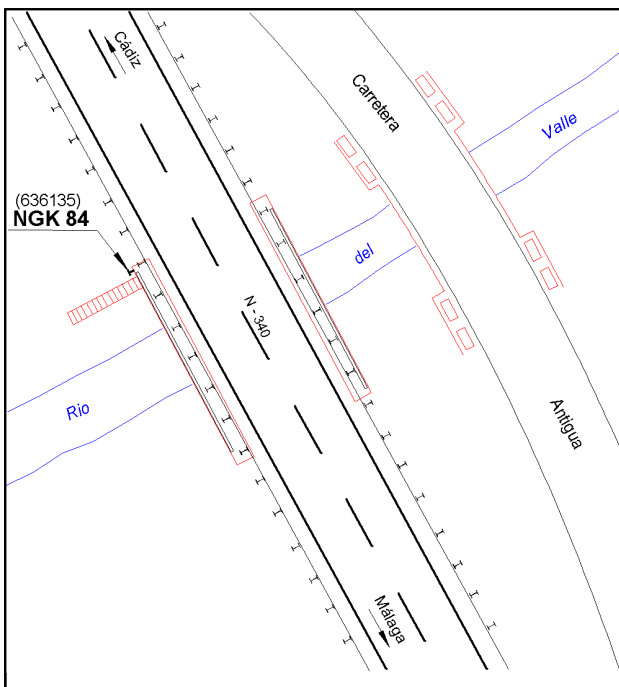 Cádiz
Carretera
Valle
(636135)
NGK 84
del
N - 340
Rio
Antigua
Málaga